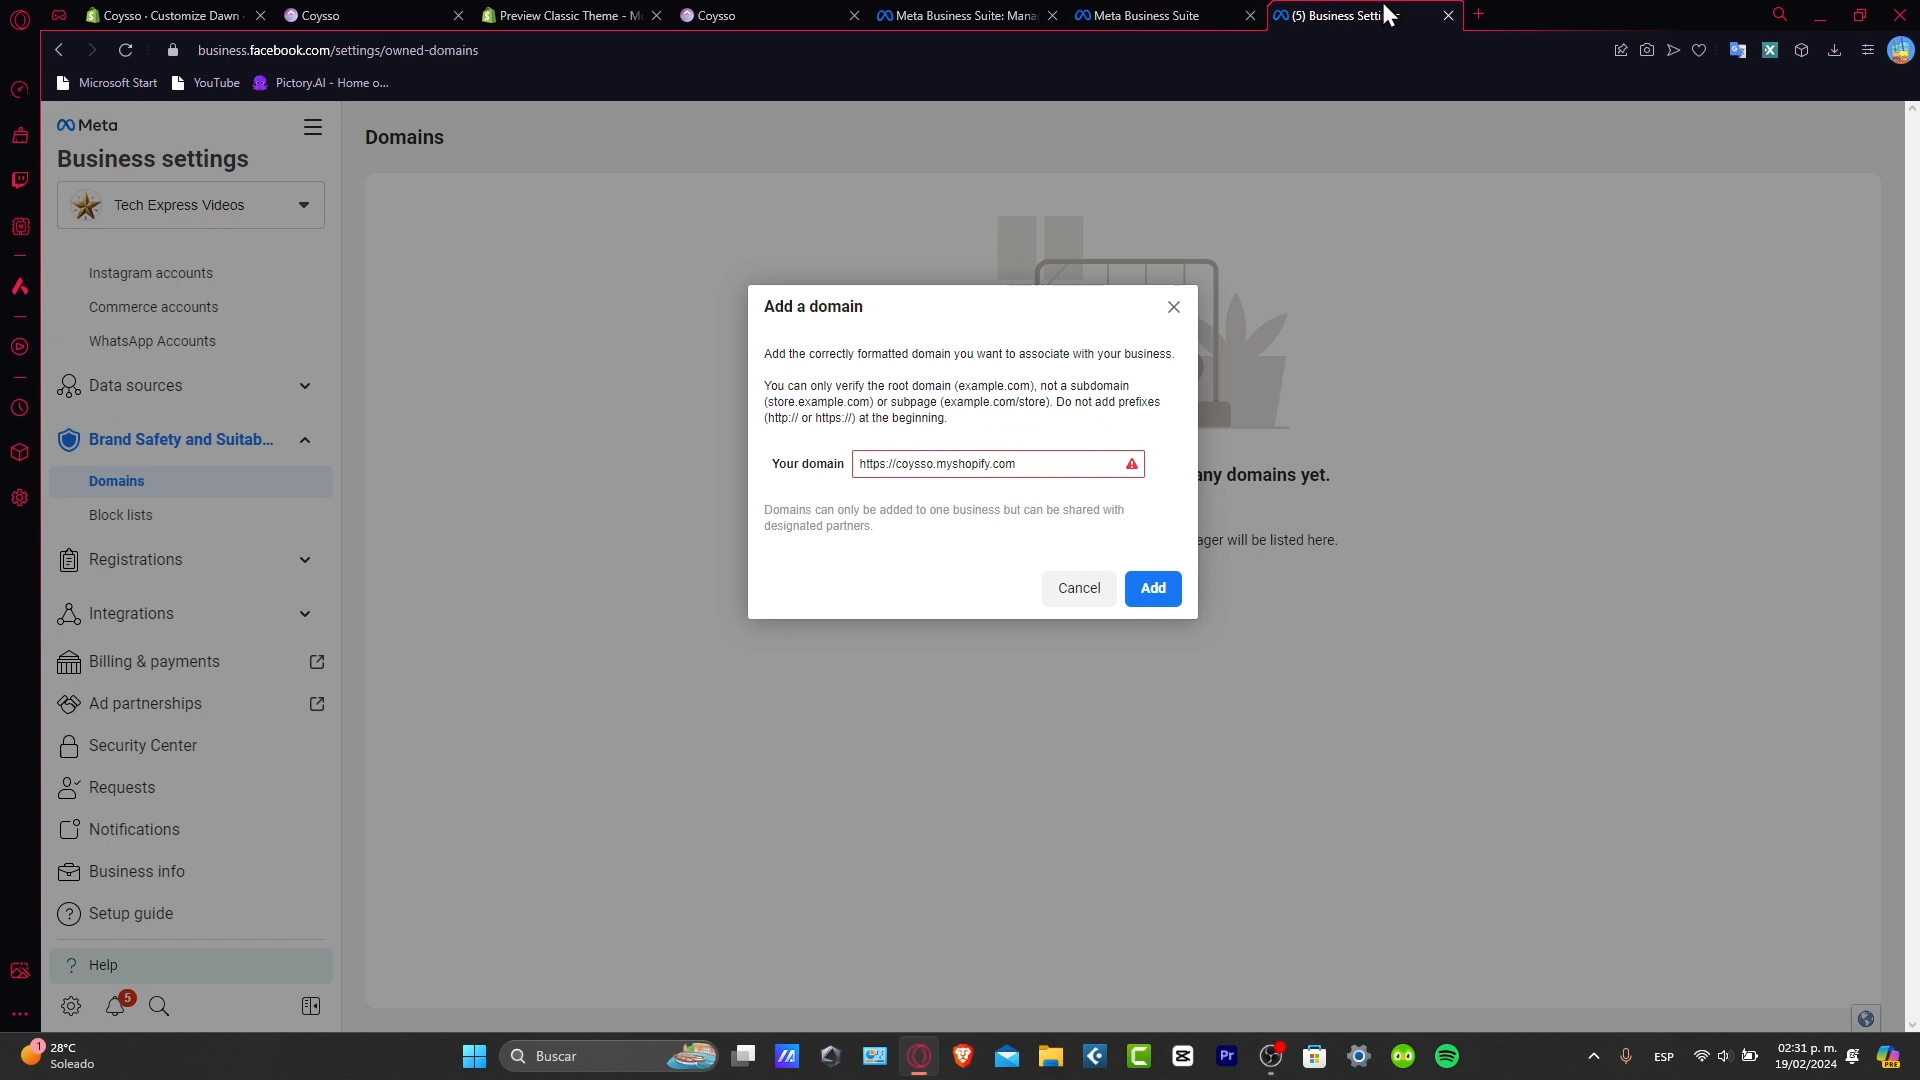 Coysso · Customize Dawn
Coysso
Preview Classic Theme - M
Coysso
Meta Business Suite: Mana
Meta Business Suite
(5) Business Setti
business.facebook.com/settings/owned-domains
Microsoft Start
YouTube
Pictory.AI - Home o...
Meta
Business settings
Tech Express Videos
Instagram accounts
Commerce accounts
WhatsApp Accounts
Data sources
Brand Safety and Suitab...
Domains
Block lists
Registrations
Integrations
Billing & payments
Ad partnerships
Security Center
Requests
Notifications
Business info
Setup guide
? Help
5
Domains
any domains yet.
ager will be listed here.
Add a domain
Add the correctly formatted domain you want to associate with your business.
You can only verify the root domain (example.com), not a subdomain
(store.example.com) or subpage (example.com/store). Do not add prefixes
(http:// or https://) at the beginning.
Your domain
https://coysso.myshopify.com
Domains can only be added to one business but can be shared with
designated partners.
Cancel
Add
1
28°C
Soleado
Buscar
Pr
ESP
02:31 p. m.
19/02/2024
PRE